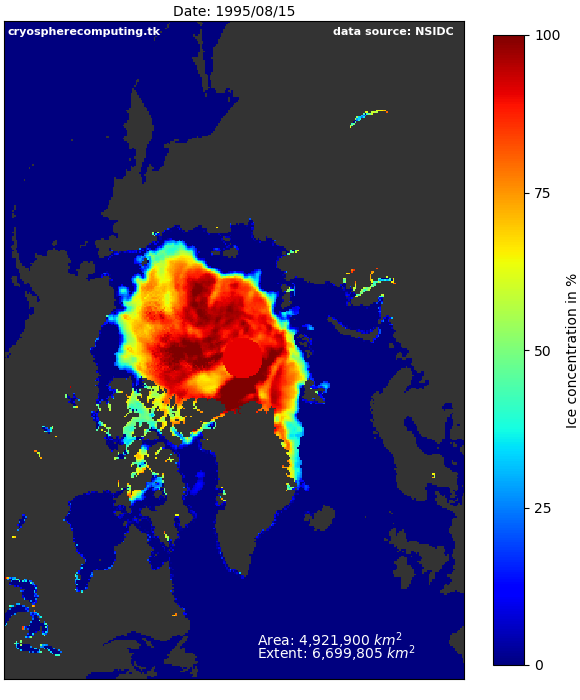 Date: 1995/08/15
cryospherecomputing.tk data source: NSIDC
100
75
50
25
0
Ice concentration in %
Area: 4,921,900 km²
Extent: 6,699,805 km²